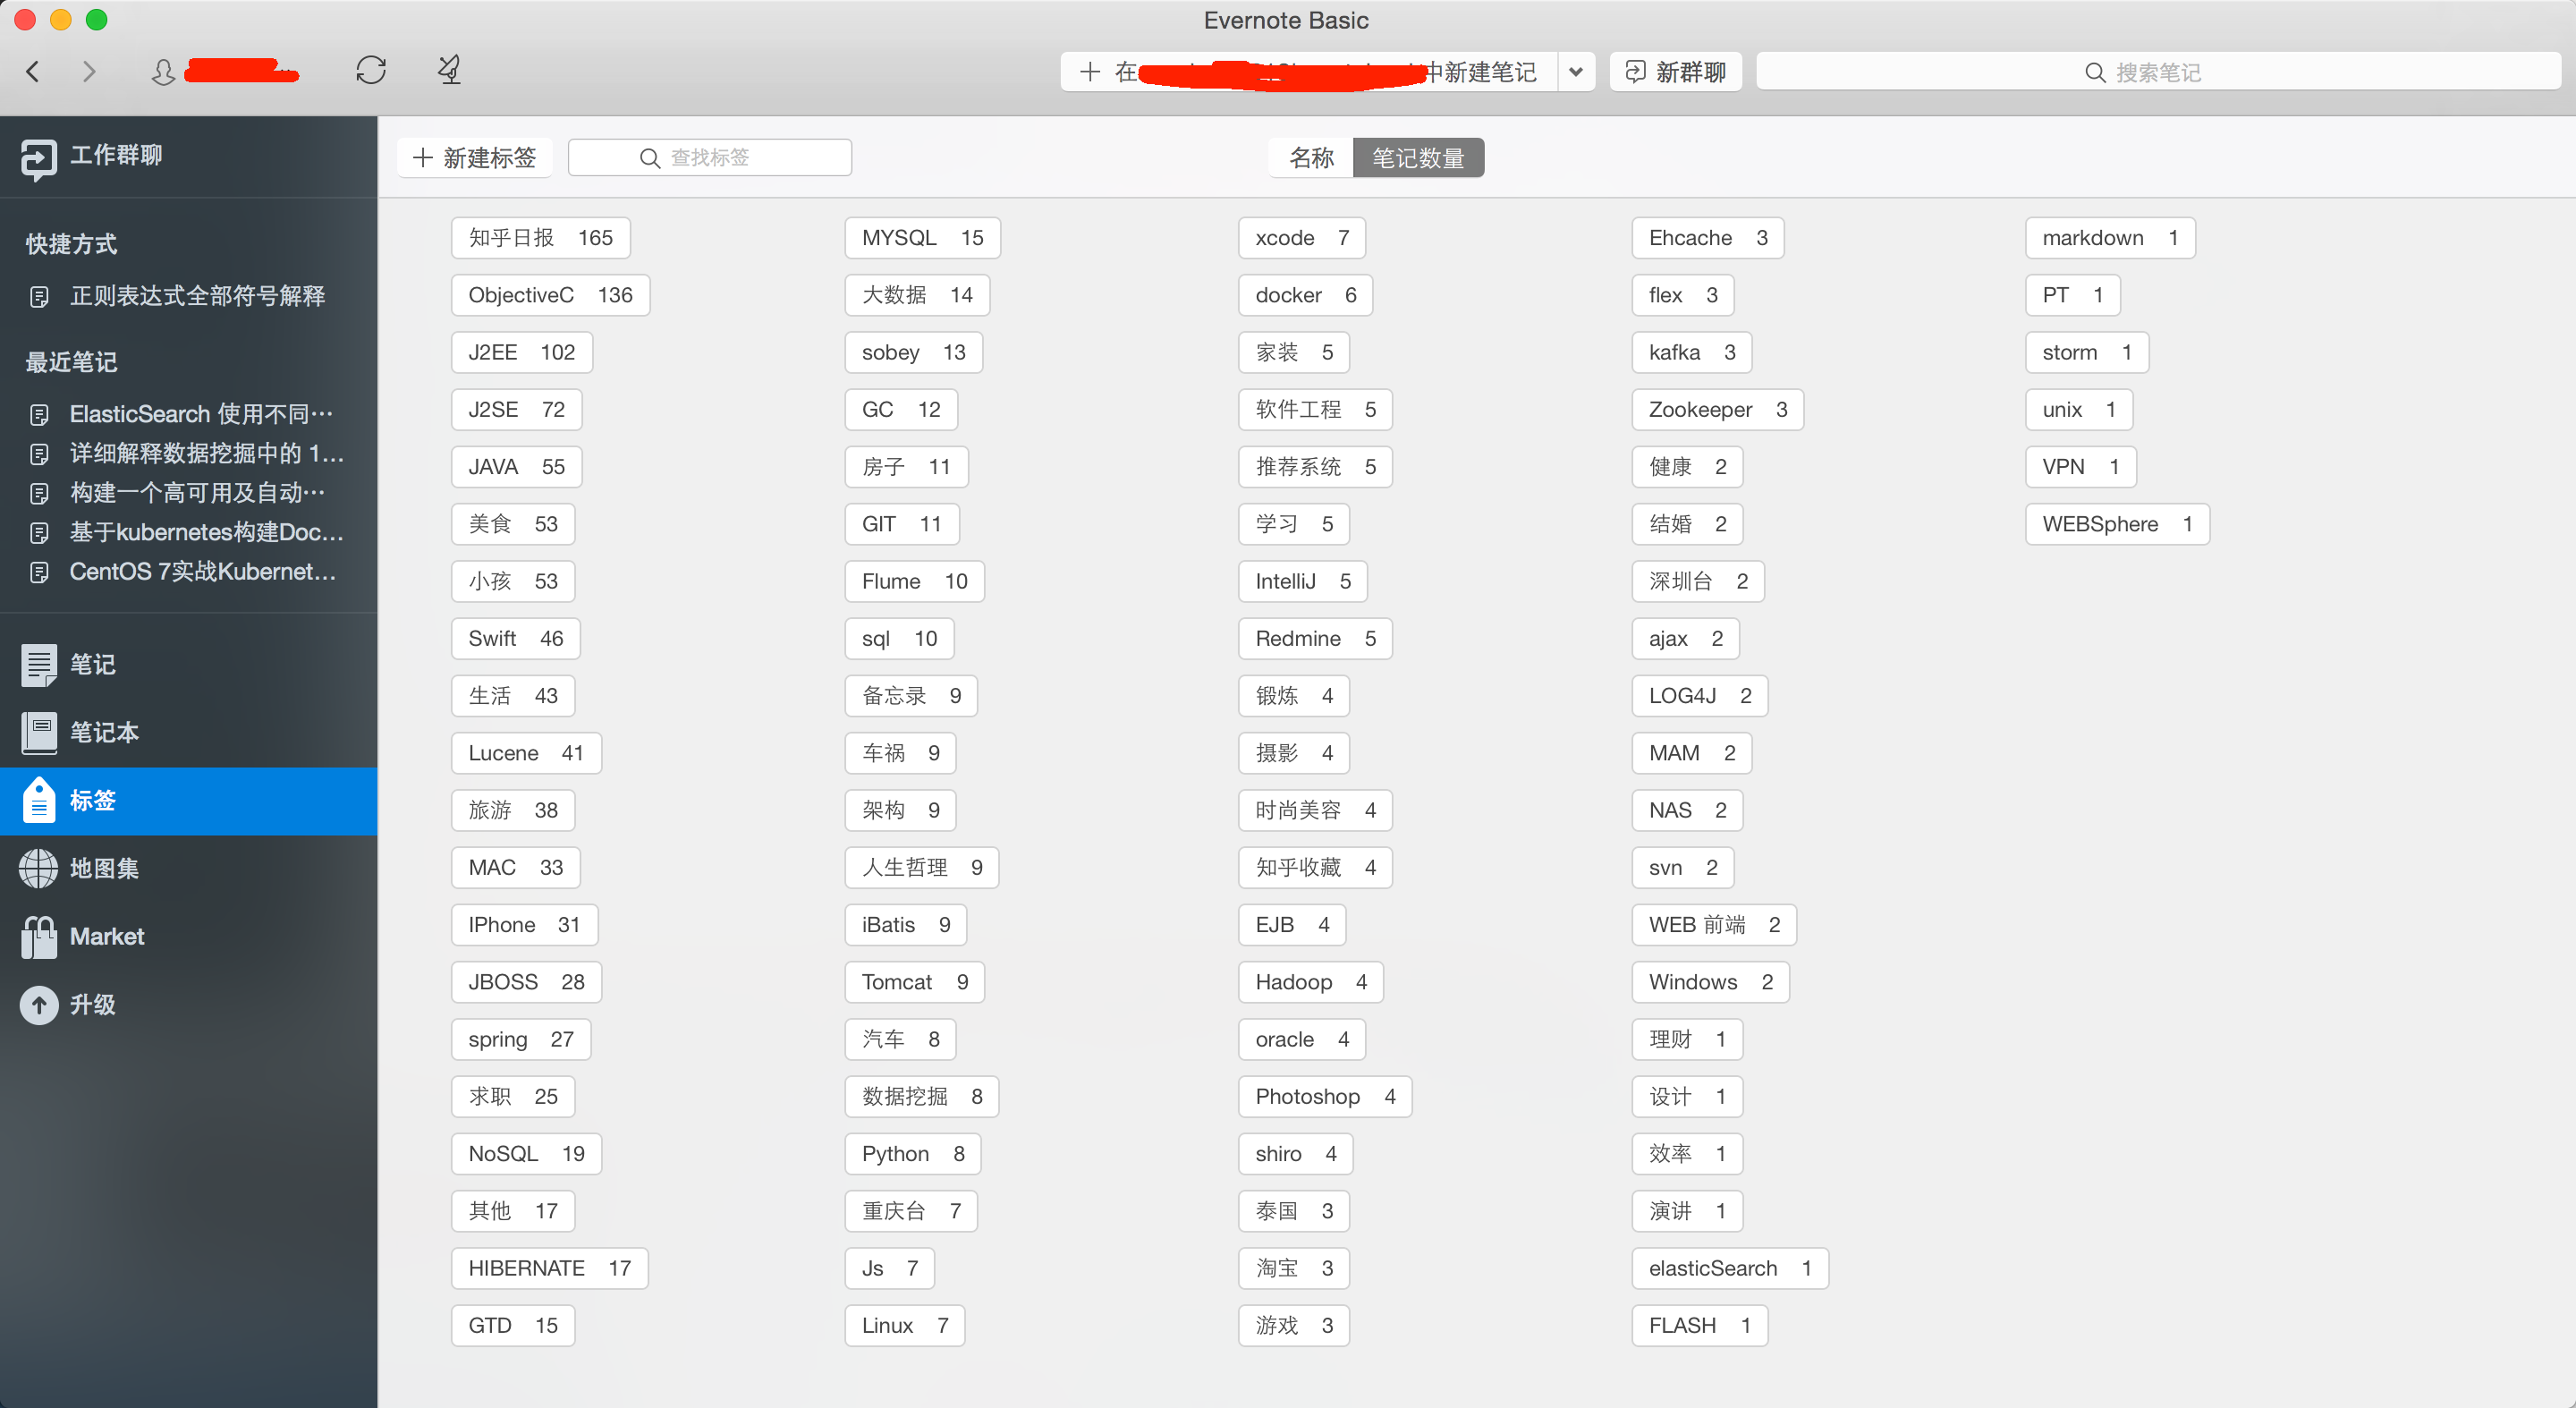 Evernote Basic
在
中新建笔记
新群聊
搜索笔记
工作群聊
快捷方式
正则表达式全部符号解释
最近笔记
ElasticSearch 使用不同…
详细解释数据挖掘中的 1…
构建一个高可用及自动…
基于kubernetes构建Doc…
CentOS 7实战Kubernet…
笔记
笔记本
标签
地图集
Market
升级
新建标签
查找标签
名称
笔记数量
知乎日报 165
ObjectiveC 136
J2EE 102
J2SE 72
JAVA 55
美食 53
小孩 53
Swift 46
生活 43
Lucene 41
旅游 38
MAC 33
IPhone 31
JBOSS 28
spring 27
求职 25
NoSQL 19
其他 17
HIBERNATE 17
GTD 15
MYSQL 15
大数据 14
sobey 13
GC 12
房子 11
GIT 11
Flume 10
sql 10
备忘录 9
车祸 9
架构 9
人生哲理 9
iBatis 9
Tomcat 9
汽车 8
数据挖掘 8
Python 8
重庆台 7
Js 7
Linux 7
xcode 7
docker 6
家装 5
软件工程 5
推荐系统 5
学习 5
IntelliJ 5
Redmine 5
锻炼 4
摄影 4
时尚美容 4
知乎收藏 4
EJB 4
Hadoop 4
oracle 4
Photoshop 4
shiro 4
泰国 3
淘宝 3
游戏 3
Ehcache 3
flex 3
kafka 3
Zookeeper 3
健康 2
结婚 2
深圳台 2
ajax 2
LOG4J 2
MAM 2
NAS 2
svn 2
WEB 前端 2
Windows 2
理财 1
设计 1
效率 1
演讲 1
elasticSearch 1
FLASH 1
markdown 1
PT 1
storm 1
unix 1
VPN 1
WEBSphere 1